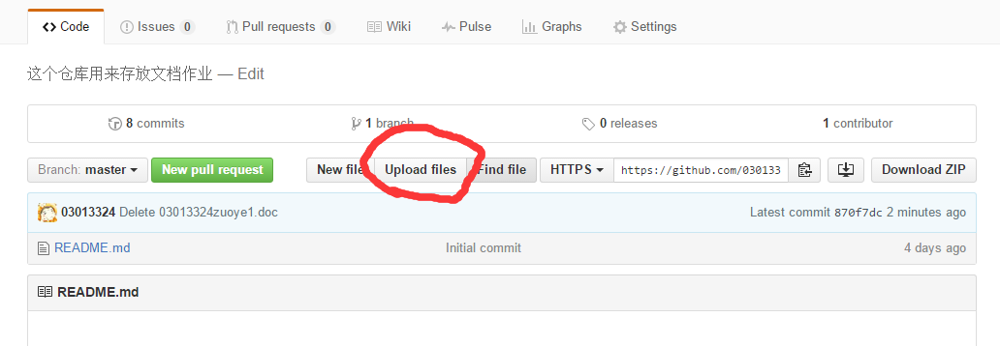 Code Issues 0 Pull requests 0 Wiki Pulse Graphs Settings
这个仓库用来存放文档作业 — Edit
8 commits 1 branch 0 releases 1 contributor
Branch: master New pull request New file Upload files Find file HTTPS https://github.com/030133 Download ZIP
03013324 Delete 03013324zuoye1.doc Latest commit 870f7dc 2 minutes ago
README.md Initial commit 4 days ago
README.md